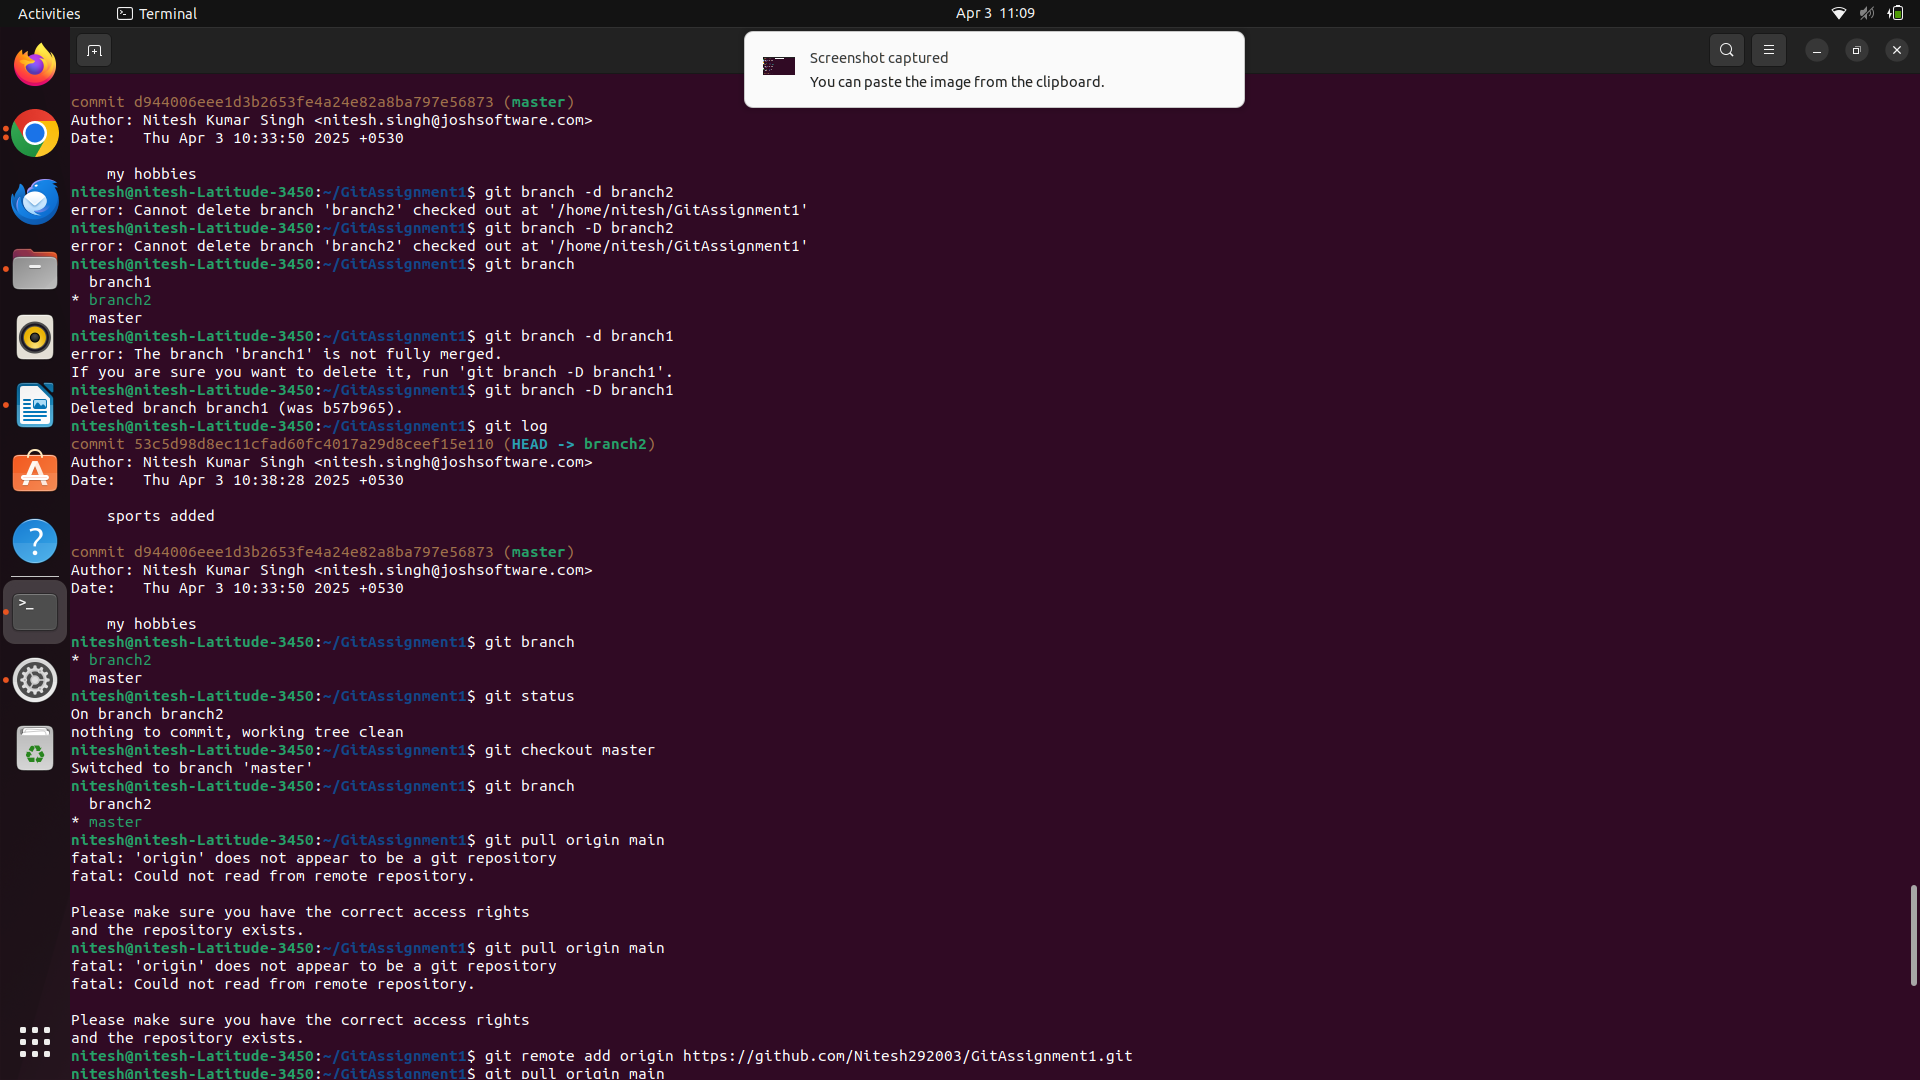 Activities
Terminal
Apr 3 11:09
Screenshot captured
You can paste the image from the clipboard.
commit d944006eee1d3b2653fe4a24e82a8ba797e56873 (master)
Author: Nitesh Kumar Singh <nitesh.singh@joshsoftware.com>
Date:   Thu Apr 3 10:33:50 2025 +0530
    my hobbies
nitesh@nitesh-Latitude-3450:~/GitAssignment1$ git branch -d branch2
error: Cannot delete branch 'branch2' checked out at '/home/nitesh/GitAssignment1'
nitesh@nitesh-Latitude-3450:~/GitAssignment1$ git branch -D branch2
error: Cannot delete branch 'branch2' checked out at '/home/nitesh/GitAssignment1'
nitesh@nitesh-Latitude-3450:~/GitAssignment1$ git branch
  branch1
* branch2
  master
nitesh@nitesh-Latitude-3450:~/GitAssignment1$ git branch -d branch1
error: The branch 'branch1' is not fully merged.
If you are sure you want to delete it, run 'git branch -D branch1'.
nitesh@nitesh-Latitude-3450:~/GitAssignment1$ git branch -D branch1
Deleted branch branch1 (was b57b965).
nitesh@nitesh-Latitude-3450:~/GitAssignment1$ git log
commit 53c5d98d8ec11cfad60fc4017a29d8ceef15e110 (HEAD -> branch2)
Author: Nitesh Kumar Singh <nitesh.singh@joshsoftware.com>
Date:   Thu Apr 3 10:38:28 2025 +0530
    sports added
commit d944006eee1d3b2653fe4a24e82a8ba797e56873 (master)
Author: Nitesh Kumar Singh <nitesh.singh@joshsoftware.com>
Date:   Thu Apr 3 10:33:50 2025 +0530
    my hobbies
nitesh@nitesh-Latitude-3450:~/GitAssignment1$ git branch
* branch2
  master
nitesh@nitesh-Latitude-3450:~/GitAssignment1$ git status
On branch branch2
nothing to commit, working tree clean
nitesh@nitesh-Latitude-3450:~/GitAssignment1$ git checkout master
Switched to branch 'master'
nitesh@nitesh-Latitude-3450:~/GitAssignment1$ git branch
  branch2
* master
nitesh@nitesh-Latitude-3450:~/GitAssignment1$ git pull origin main
fatal: 'origin' does not appear to be a git repository
fatal: Could not read from remote repository.
Please make sure you have the correct access rights
and the repository exists.
nitesh@nitesh-Latitude-3450:~/GitAssignment1$ git pull origin main
fatal: 'origin' does not appear to be a git repository
fatal: Could not read from remote repository.
Please make sure you have the correct access rights
and the repository exists.
nitesh@nitesh-Latitude-3450:~/GitAssignment1$ git remote add origin https://github.com/Nitesh292003/GitAssignment1.git
nitesh@nitesh-Latitude-3450:~/GitAssignment1$ git pull origin main